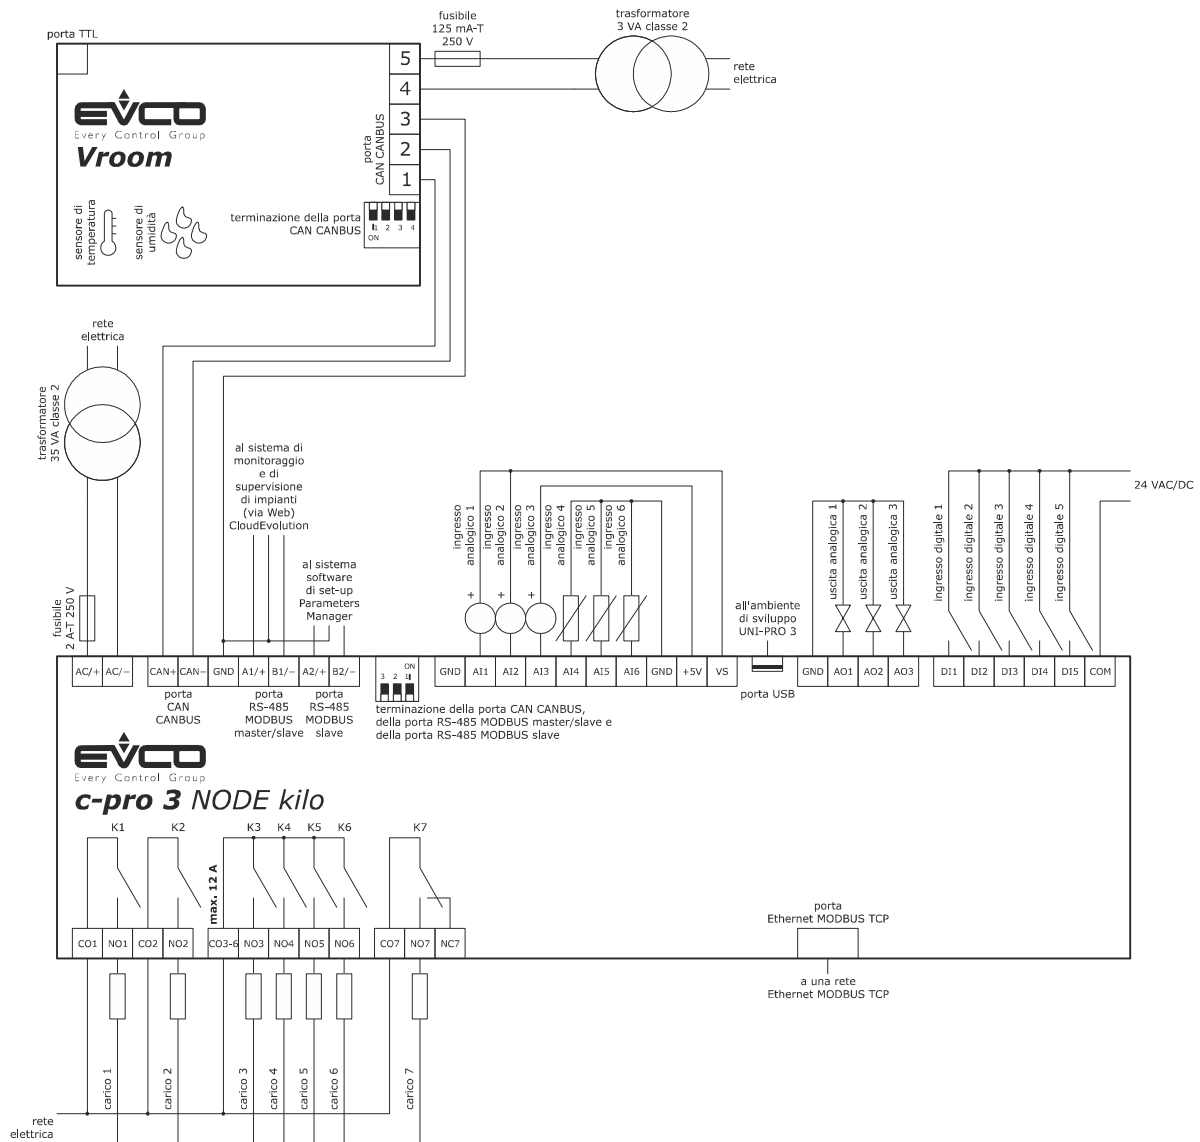 porta TTL
fusibile
125 mA-T
250 V
trasformatore
3 VA classe 2
rete
elettrica
5
4
3
2
1
porta
CAN CANBUS
EVCO
Every Control Group
Vroom
sensore di
temperatura
sensore di
umidità
terminazione della porta
CAN CANBUS
1 2 3 4
ON
rete
elettrica
trasformatore
35 VA classe 2
fusibile
2 A-T 250 V
al sistema di
monitoraggio
e di
supervisione
di impianti
(via Web)
CloudEvolution
al sistema
software
di set-up
Parameters
Manager
ingresso
analogico 1
ingresso
analogico 2
ingresso
analogico 3
ingresso
analogico 4
ingresso
analogico 5
ingresso
analogico 6
+ + +
all'ambiente
di sviluppo
UNI-PRO 3
uscita analogica 1
uscita analogica 2
uscita analogica 3
ingresso digitale 1
ingresso digitale 2
ingresso digitale 3
ingresso digitale 4
ingresso digitale 5
24 VAC/DC
AC/+ AC/- CAN+ CAN- GND A1/+ B1/- A2/+ B2/- GND AI1 AI2 AI3 AI4 AI5 AI6 GND +5V VS GND AO1 AO2 AO3 DI1 DI2 DI3 DI4 DI5 COM
porta
CAN
CANBUS
porta
RS-485
MODBUS
master/slave
porta
RS-485
MODBUS
slave
ON
3 2 1
terminazione della porta CAN CANBUS,
della porta RS-485 MODBUS master/slave e
della porta RS-485 MODBUS slave
porta USB
EVCO
Every Control Group
c-pro 3 NODE kilo
K1 K2 K3 K4 K5 K6 K7
max. 12 A
CO1 NO1 CO2 NO2 CO3-6 NO3 NO4 NO5 NO6 CO7 NO7 NC7
porta
Ethernet MODBUS TCP
a una rete
Ethernet MODBUS TCP
carico 1
carico 2
carico 3
carico 4
carico 5
carico 6
carico 7
rete
elettrica